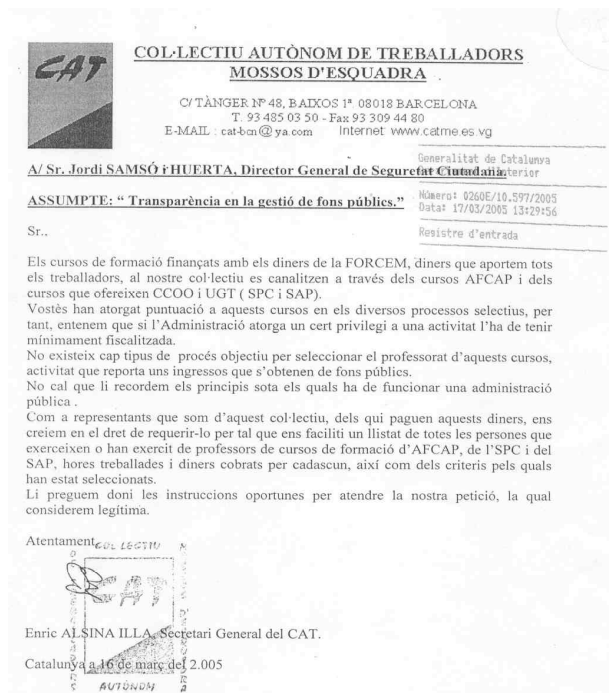 CAT
COL·LECTIU AUTÒNOM DE TREBALLADORS
MOSSOS D'ESQUADRA
C/ TÀNGER Nº 48, BAIXOS 1ª. 08018 BARCELONA
T. 93 485 03 50 - Fax 93 309 44 80
E-MAIL : cat-bcn@ya.com Internet: www.catme.es.vg
Generalitat de Catalunya
A/ Sr. Jordi SAMSÓ i HUERTA, Director General de Seguretat Ciutadana.
ASSUMPTE: “ Transparència en la gestió de fons públics.”
Número: 0260E/10.597/2005
Data: 17/03/2005 13:29:56
Registre d'entrada
Sr..
Els cursos de formació finançats amb els diners de la FORCEM, diners que aportem tots
els treballadors, al nostre col·lectiu es canalitzen a través dels cursos AFCAP i dels
cursos que ofereixen CCOO i UGT ( SPC i SAP).
Vostès han atorgat puntuació a aquests cursos en els diversos processos selectius, per
tant, entenem que si l’Administració atorga un cert privilegi a una activitat l’ha de tenir
mínimament fiscalitzada.
No existeix cap tipus de procés objectiu per seleccionar el professorat d’aquests cursos,
activitat que reporta uns ingressos que s’obtenen de fons públics.
No cal que li recordem els principis sota els quals ha de funcionar una administració
pública .
Com a representants que som d’aquest col·lectiu, dels qui paguen aquests diners, ens
creiem en el dret de requerir-lo per tal que ens faciliti un llistat de totes les persones que
exerceixen o han exercit de professors de cursos de formació d’AFCAP, de l’SPC i del
SAP, hores treballades i diners cobrats per cadascun, així com dels criteris pels quals
han estat seleccionats.
Li preguem doni les instruccions oportunes per atendre la nostra petició, la qual
considerem legítima.
Atentament
COL·LECTIU
CAT
Enric ALSINA ILLA, Secretari General del CAT.
Catalunya a 16 de març del 2.005
AUTÒNOM